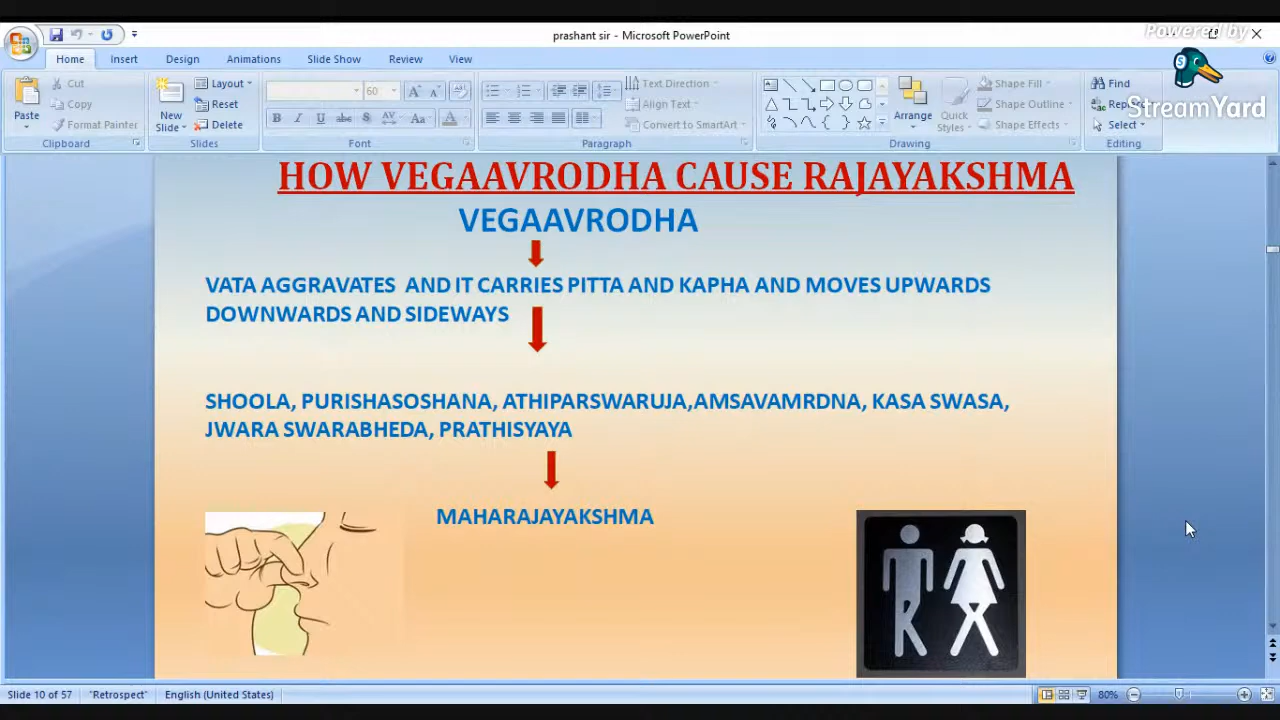 prashant sir - Microsoft PowerPoint
Powered by
StreamYard
Home Insert Design Slide Show Animations Review View
Cut
Copy
Format Painter
Paste
Clipboard
New Slide
Layout
Reset
Delete
Slides
60
Font
Text Direction
Align Text
Convert to SmartArt
Paragraph
Arrange
Quick Styles
Shape Fill
Shape Outline
Shape Effects
Drawing
Find
Select
Editing
HOW VEGAAVRODHA CAUSE RAJAYAKSHMA
VEGAAVRODHA
VATA AGGRAVATES AND IT CARRIES PITTA AND KAPHA AND MOVES UPWARDS
DOWNWARDS AND SIDEWAYS
SHOOLA, PURISHASOSHANA, ATHIPARSWARUJA,AMSAVAMRDNA, KASA SWASA,
JWARA SWARABHEDA, PRATHISYAYA
MAHARAJAYAKSHMA
Slide 10 of 57 "Retrospect" English (United States) 80%